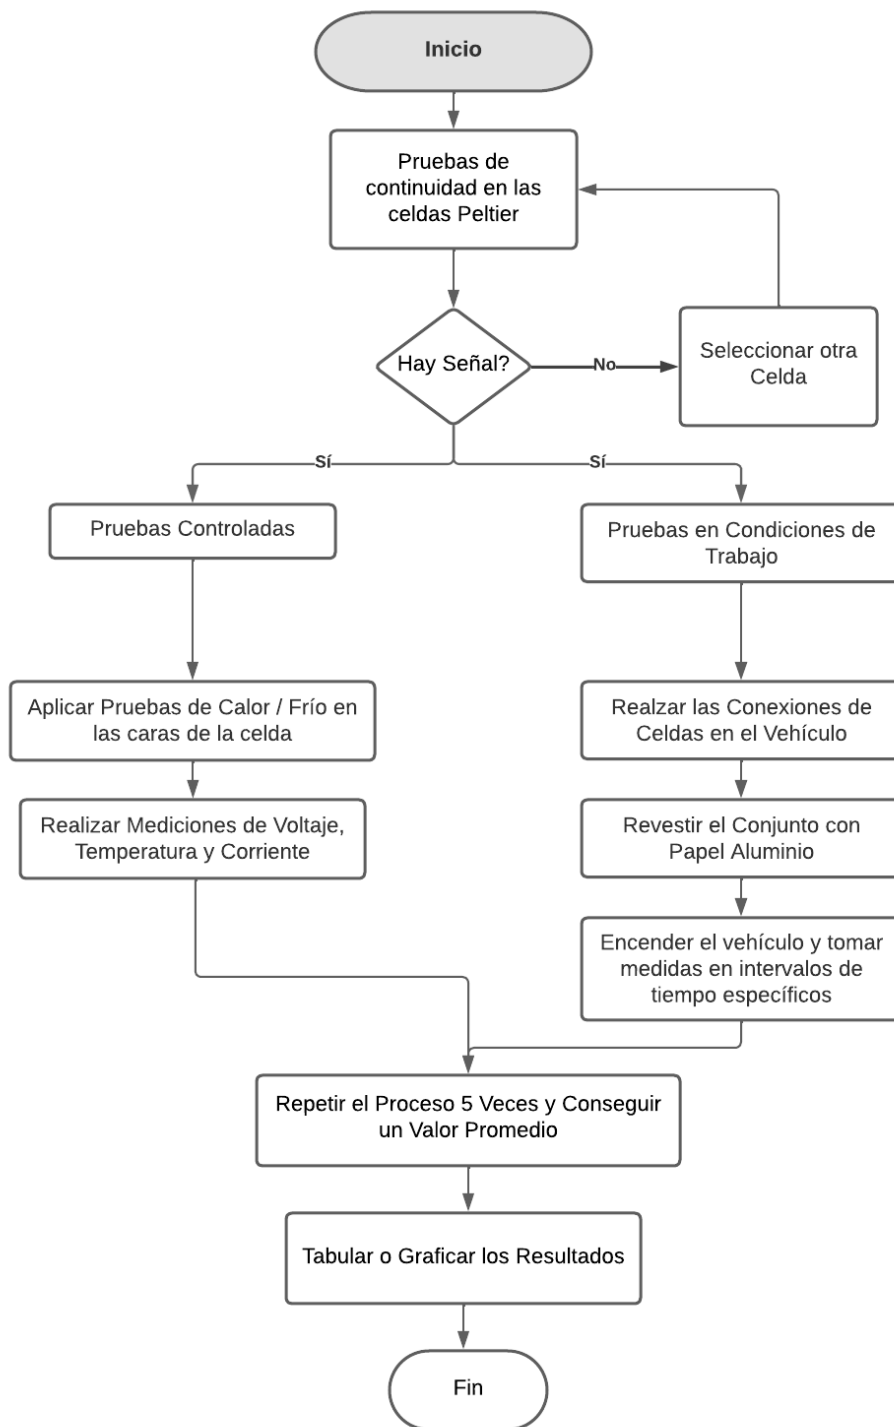 Inicio
Pruebas de
continuidad en las
celdas Peltier
Hay Señal?
No
Seleccionar otra
Celda
Sí
Sí
Pruebas Controladas
Pruebas en Condiciones de
Trabajo
Aplicar Pruebas de Calor / Frío en
las caras de la celda
Realzar las Conexiones de
Celdas en el Vehículo
Realizar Mediciones de Voltaje,
Temperatura y Corriente
Revestir el Conjunto con
Papel Aluminio
Encender el vehículo y tomar
medidas en intervalos de
tiempo específicos
Repetir el Proceso 5 Veces y Conseguir
un Valor Promedio
Tabular o Graficar los Resultados
Fin